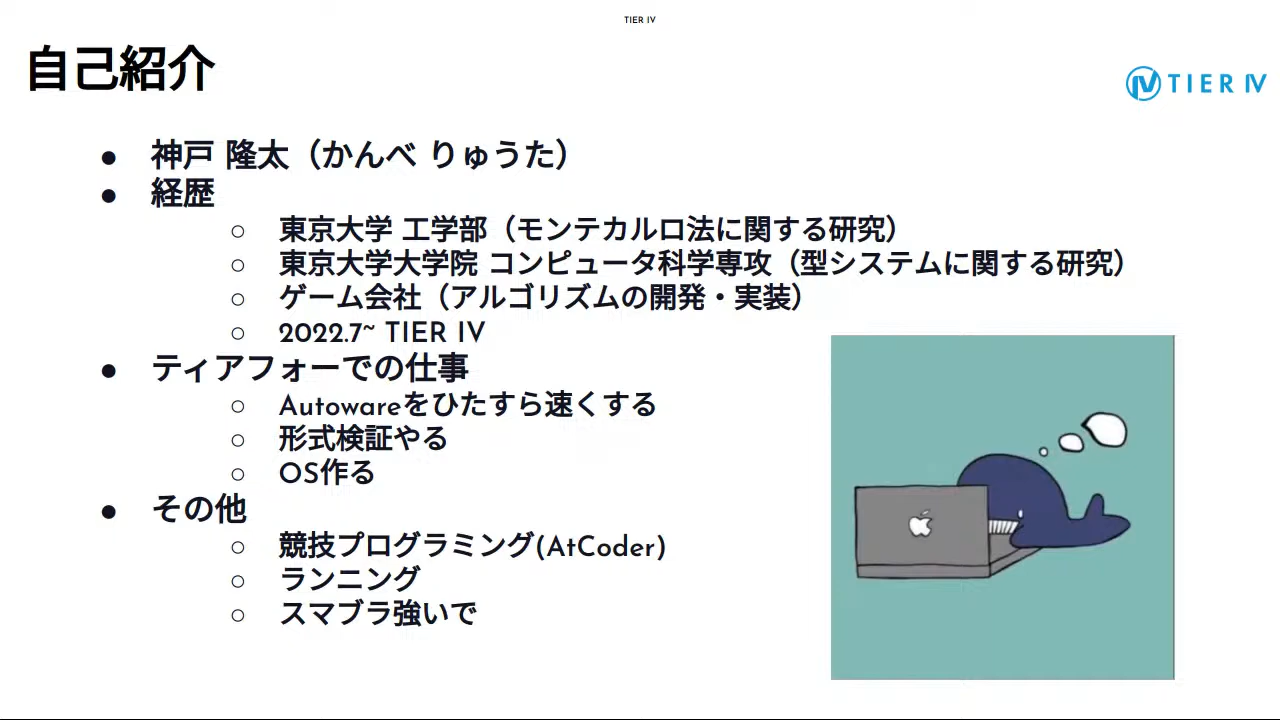 TIER IV
自己紹介
TIER IV
● 神戸 隆太（かんべ りゅうた）
● 経歴
○ 東京大学 工学部（モンテカルロ法に関する研究）
○ 東京大学大学院 コンピュータ科学専攻（型システムに関する研究）
○ ゲーム会社（アルゴリズムの開発・実装）
○ 2022.7~ TIER IV
● ティアフォーでの仕事
○ Autowareをひたすら速くする
○ 形式検証やる
○ OS作る
● その他
○ 競技プログラミング(AtCoder)
○ ランニング
○ スマブラ強いで